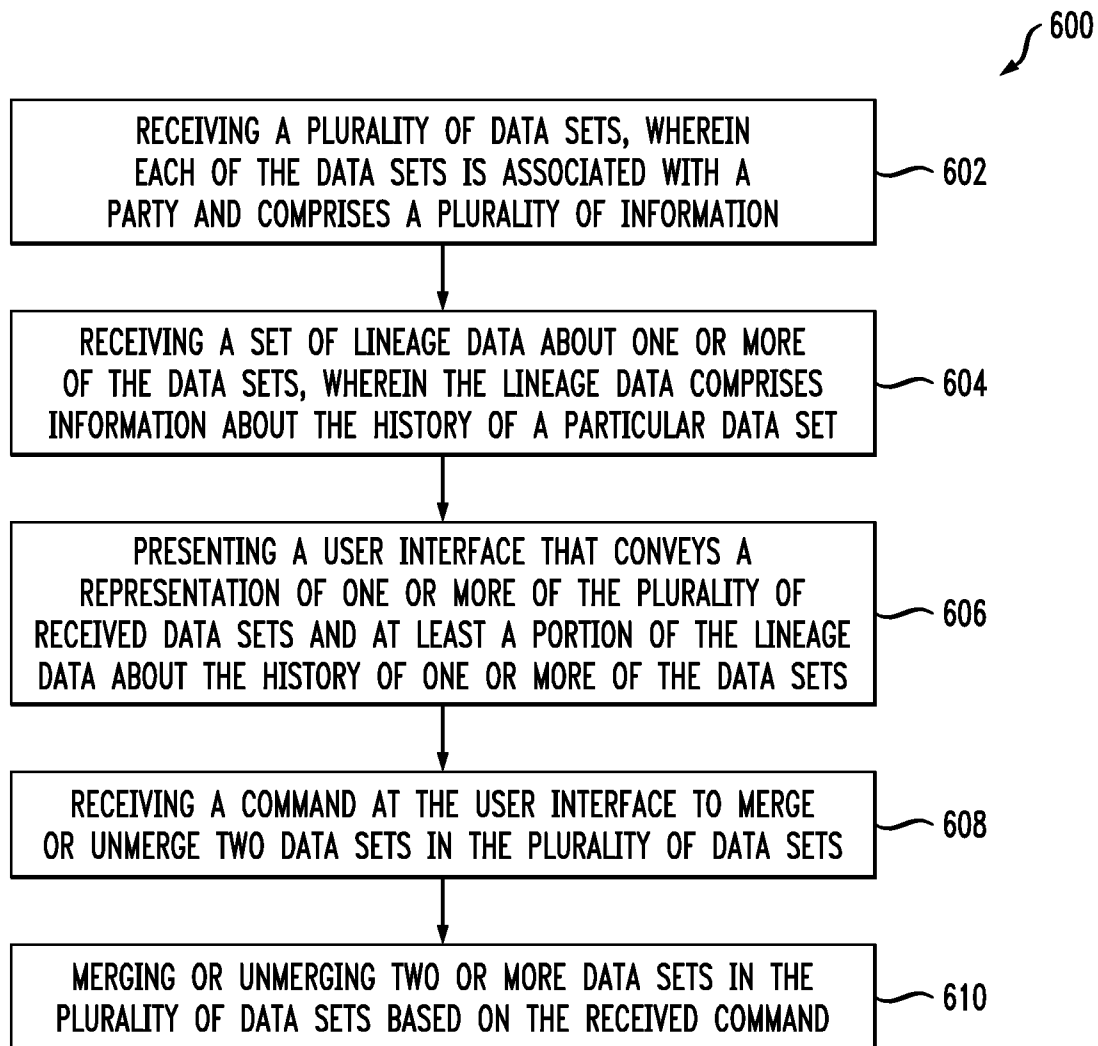 600
RECEIVING A PLURALITY OF DATA SETS, WHEREIN
EACH OF THE DATA SETS IS ASSOCIATED WITH A
PARTY AND COMPRISES A PLURALITY OF INFORMATION
602
RECEIVING A SET OF LINEAGE DATA ABOUT ONE OR MORE
OF THE DATA SETS, WHEREIN THE LINEAGE DATA COMPRISES
INFORMATION ABOUT THE HISTORY OF A PARTICULAR DATA SET
604
PRESENTING A USER INTERFACE THAT CONVEYS A
REPRESENTATION OF ONE OR MORE OF THE PLURALITY OF
RECEIVED DATA SETS AND AT LEAST A PORTION OF THE LINEAGE
DATA ABOUT THE HISTORY OF ONE OR MORE OF THE DATA SETS
606
RECEIVING A COMMAND AT THE USER INTERFACE TO MERGE
OR UNMERGE TWO DATA SETS IN THE PLURALITY OF DATA SETS
608
MERGING OR UNMERGING TWO OR MORE DATA SETS IN THE
PLURALITY OF DATA SETS BASED ON THE RECEIVED COMMAND
610